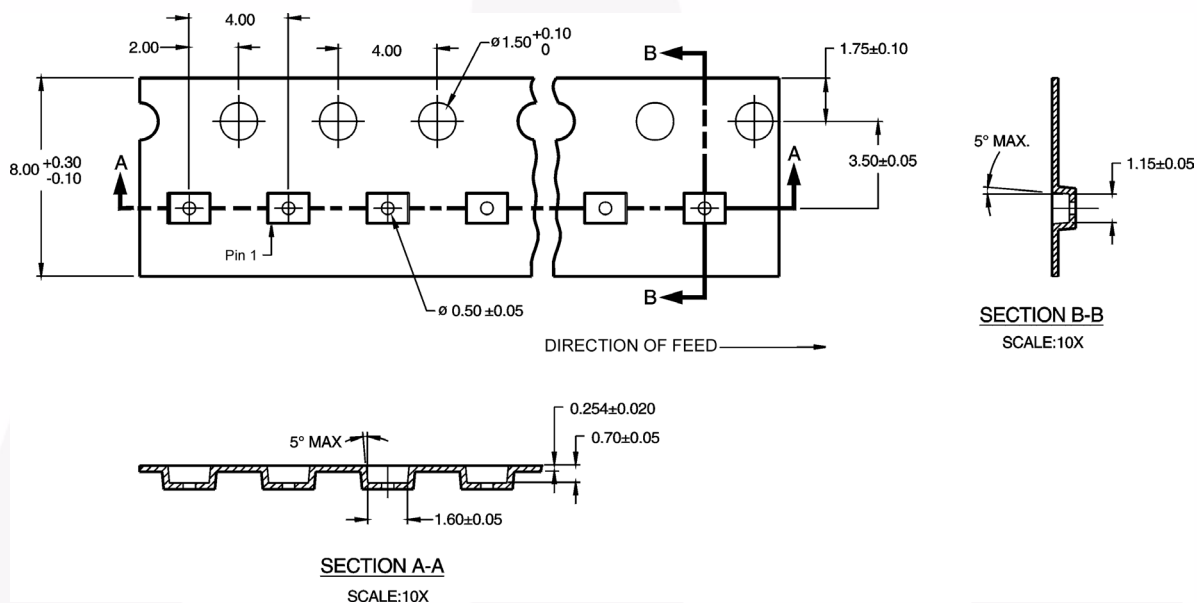 4.00
2.00
4.00
ø1.50 +0.10
0
B
1.75±0.10
8.00 +0.30
-0.10
A
A
3.50±0.05
5° MAX.
1.15±0.05
Pin 1
B
ø 0.50 ±0.05
SECTION B-B
SCALE:10X
DIRECTION OF FEED
0.254±0.020
5° MAX
0.70±0.05
1.60±0.05
SECTION A-A
SCALE:10X